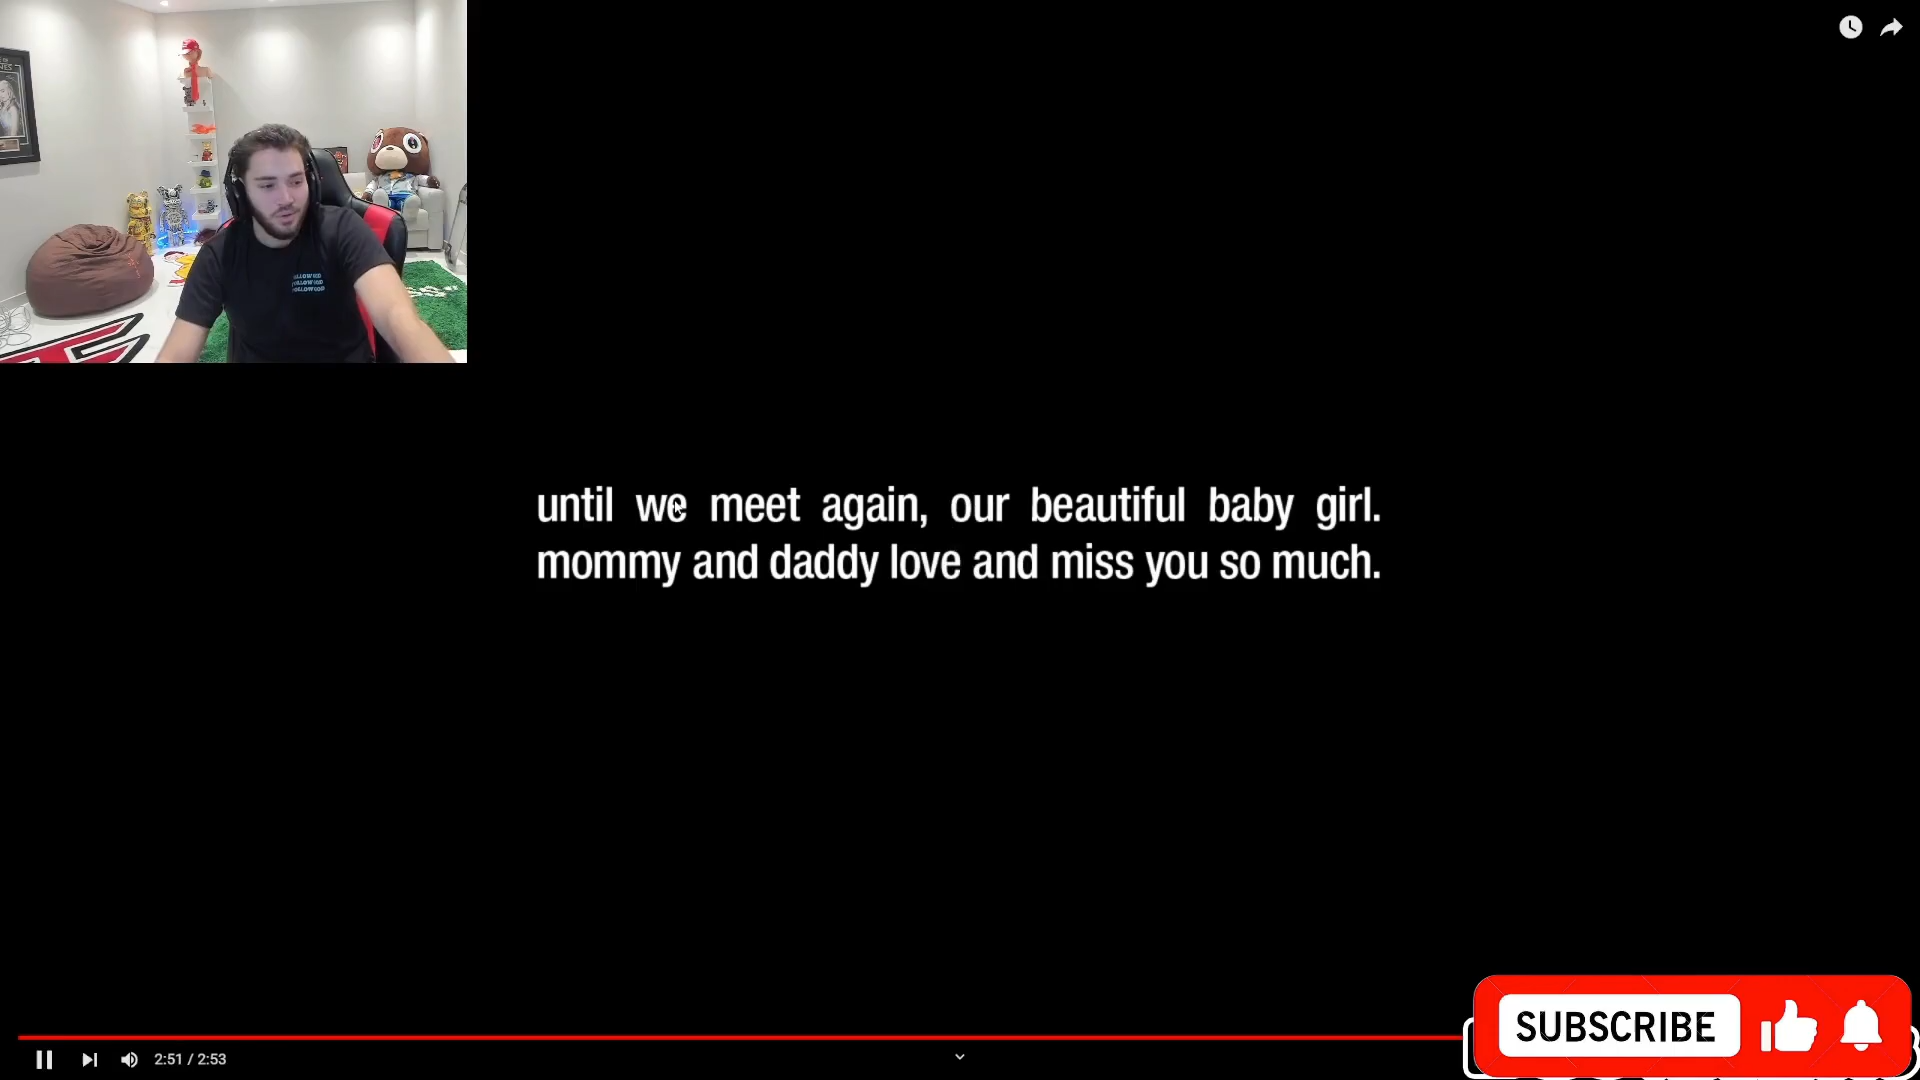 until we meet again, our beautiful baby girl.
mommy and daddy love and miss you so much.
SUBSCRIBE
2:51 / 2:53